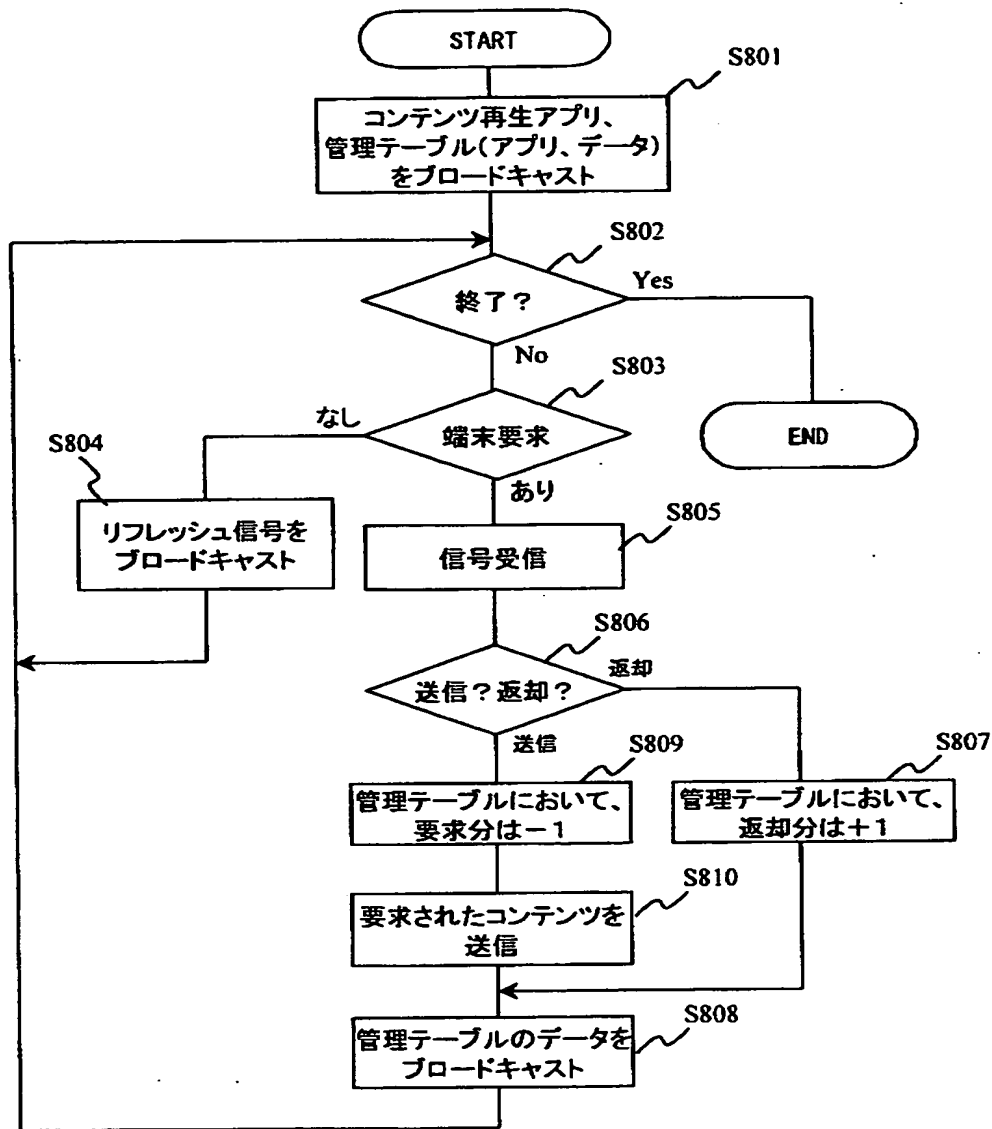 START
S801
コンテンツ再生アプリ、
管理テーブル(アプリ、データ)
をブロードキャスト
S802
終了?
Yes
No
S803
なし
端末要求
END
S804
あり
リフレッシュ信号を
ブロードキャスト
S805
信号受信
S806
返却
送信?返却?
送信
S809
S807
管理テーブルにおいて、
要求分は-1
管理テーブルにおいて、
返却分は+1
S810
要求されたコンテンツを
送信
S808
管理テーブルのデータを
ブロードキャスト